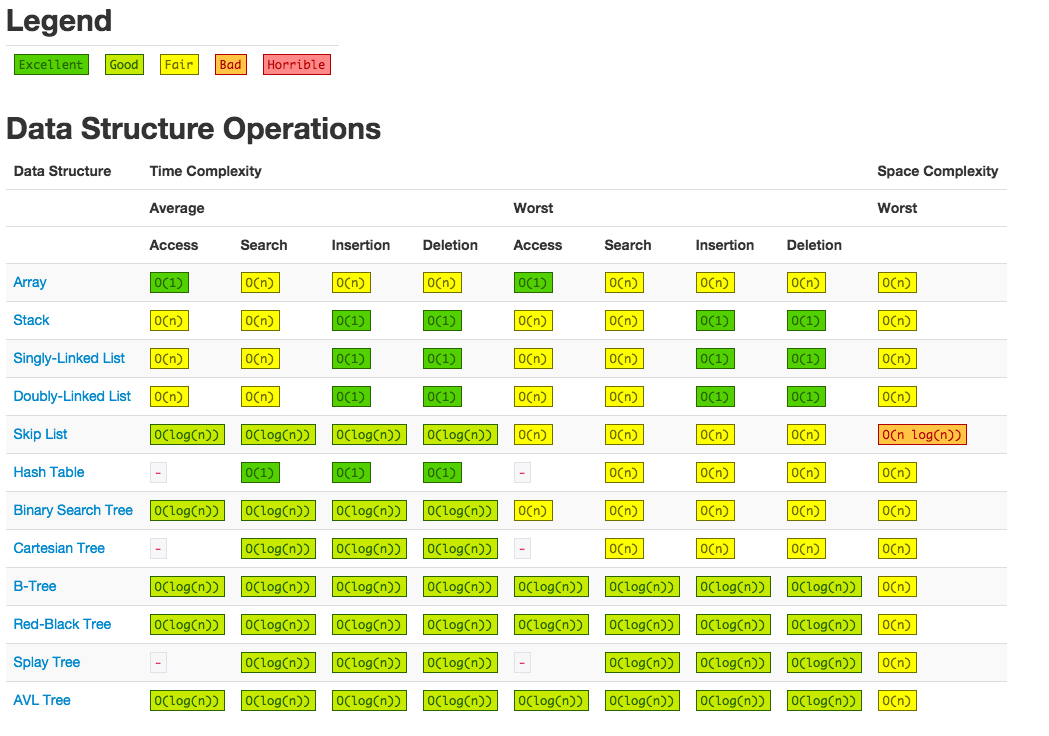 Legend
Excellent Good Fair Bad Horrible
Data Structure Operations
Data Structure Time Complexity Space Complexity
Average Worst Worst
Access Search Insertion Deletion Access Search Insertion Deletion
Array O(1) O(n) O(n) O(n) O(1) O(n) O(n) O(n) O(n)
Stack O(n) O(n) O(1) O(1) O(n) O(n) O(1) O(1) O(n)
Singly-Linked List O(n) O(n) O(1) O(1) O(n) O(n) O(1) O(1) O(n)
Doubly-Linked List O(n) O(n) O(1) O(1) O(n) O(n) O(1) O(1) O(n)
Skip List O(log(n)) O(log(n)) O(log(n)) O(log(n)) O(n) O(n) O(n) O(n) O(n log(n))
Hash Table - O(1) O(1) O(1) - O(n) O(n) O(n) O(n)
Binary Search Tree O(log(n)) O(log(n)) O(log(n)) O(log(n)) O(n) O(n) O(n) O(n) O(n)
Cartesian Tree - O(log(n)) O(log(n)) O(log(n)) - O(n) O(n) O(n) O(n)
B-Tree O(log(n)) O(log(n)) O(log(n)) O(log(n)) O(log(n)) O(log(n)) O(log(n)) O(log(n)) O(n)
Red-Black Tree O(log(n)) O(log(n)) O(log(n)) O(log(n)) O(log(n)) O(log(n)) O(log(n)) O(log(n)) O(n)
Splay Tree - O(log(n)) O(log(n)) O(log(n)) - O(log(n)) O(log(n)) O(log(n)) O(n)
AVL Tree O(log(n)) O(log(n)) O(log(n)) O(log(n)) O(log(n)) O(log(n)) O(log(n)) O(log(n)) O(n)